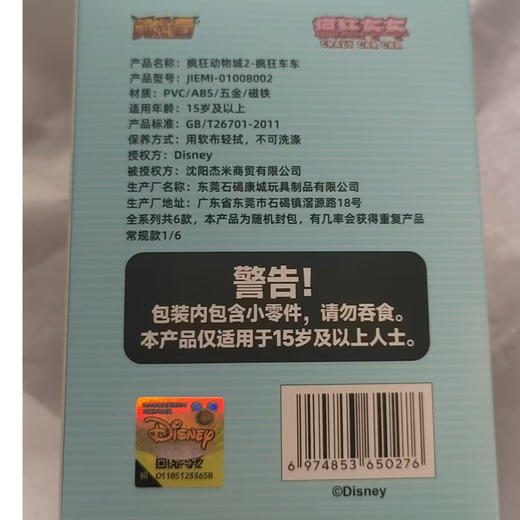 疯狂车车
CRAZY CAR CAR
产品名称：疯狂动物城2-疯狂车车
产品型号：JIEMI-01008002
材质：PVC/ABS/五金/磁铁
适用年龄：15岁及以上
产品标准：GB/T26701-2011
保养方式：用软布轻拭，不可洗涤
授权方：Disney
被授权方：沈阳杰米商贸有限公司
生产厂名称：东莞石碣康城玩具制品有限公司
生产厂地址：广东省东莞市石碣镇滘源路18号
全系列共6款，本产品为随机封包，有几率会获得重复产品
常规款1/6
警告！
包装内包含小零件，请勿吞食。
本产品仅适用于15岁及以上人士。
Disney
011851233658
6 974853 650276
©Disney